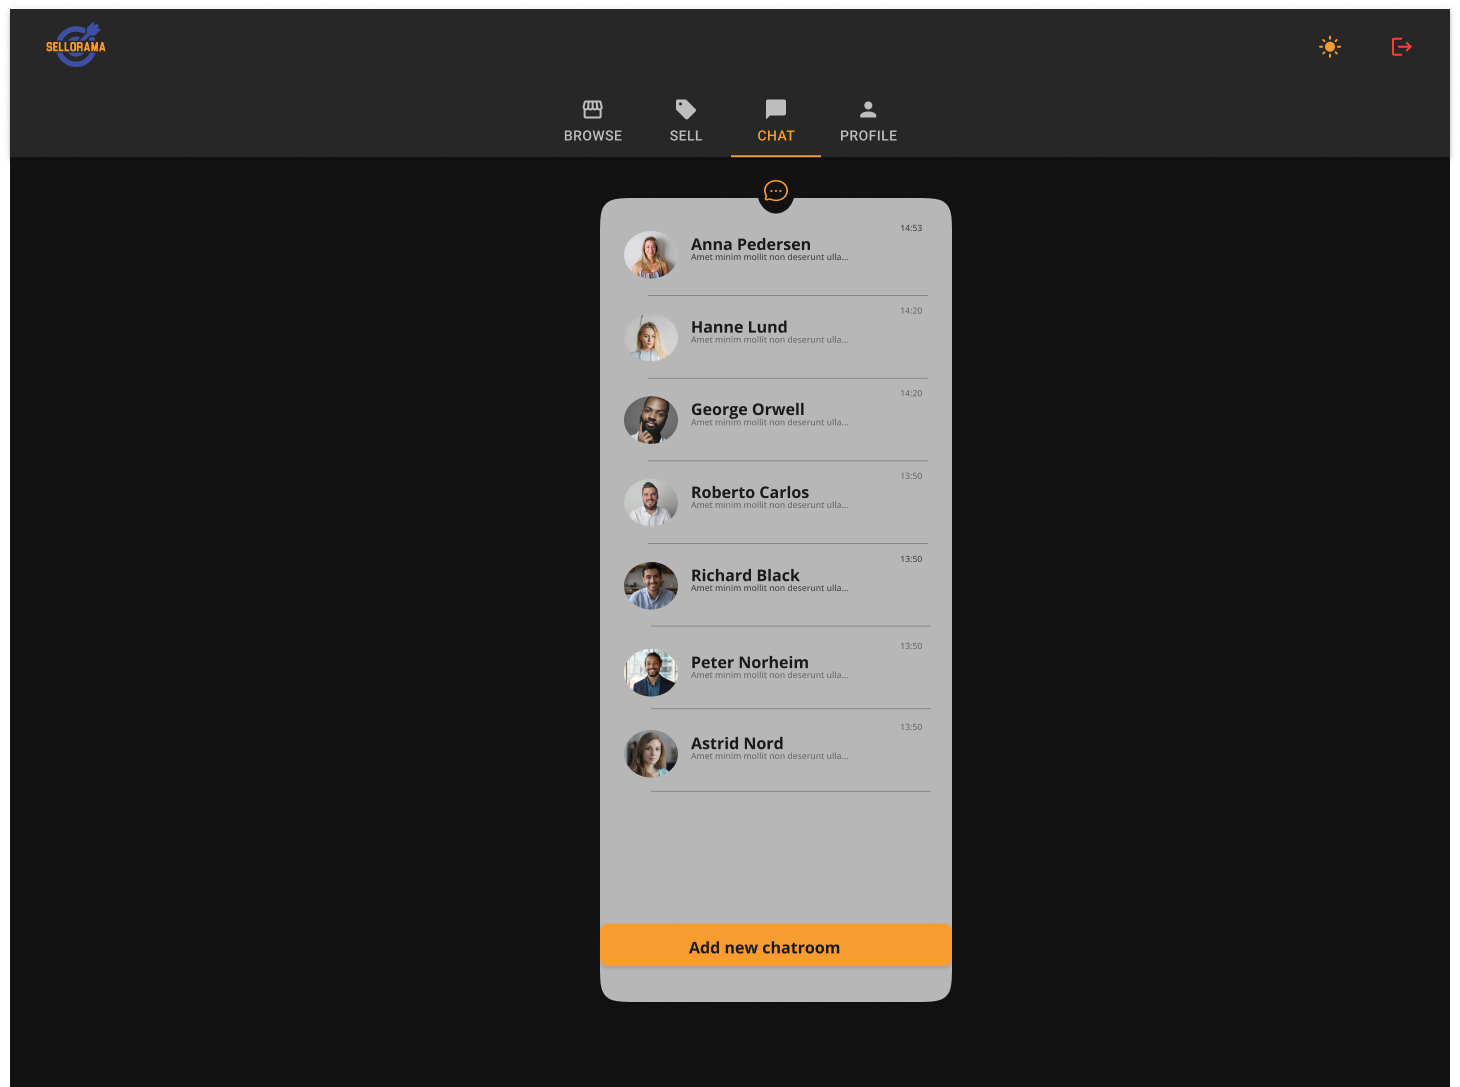 SELLORAMA
BROWSE SELL CHAT PROFILE
14:53
Anna Pedersen
Amet minim mollit non deserunt ulla...
14:20
Hanne Lund
Amet minim mollit non deserunt ulla...
14:20
George Orwell
Amet minim mollit non deserunt ulla...
13:50
Roberto Carlos
Amet minim mollit non deserunt ulla...
13:50
Richard Black
Amet minim mollit non deserunt ulla...
13:50
Peter Norheim
Amet minim mollit non deserunt ulla...
13:50
Astrid Nord
Amet minim mollit non deserunt ulla...
Add new chatroom